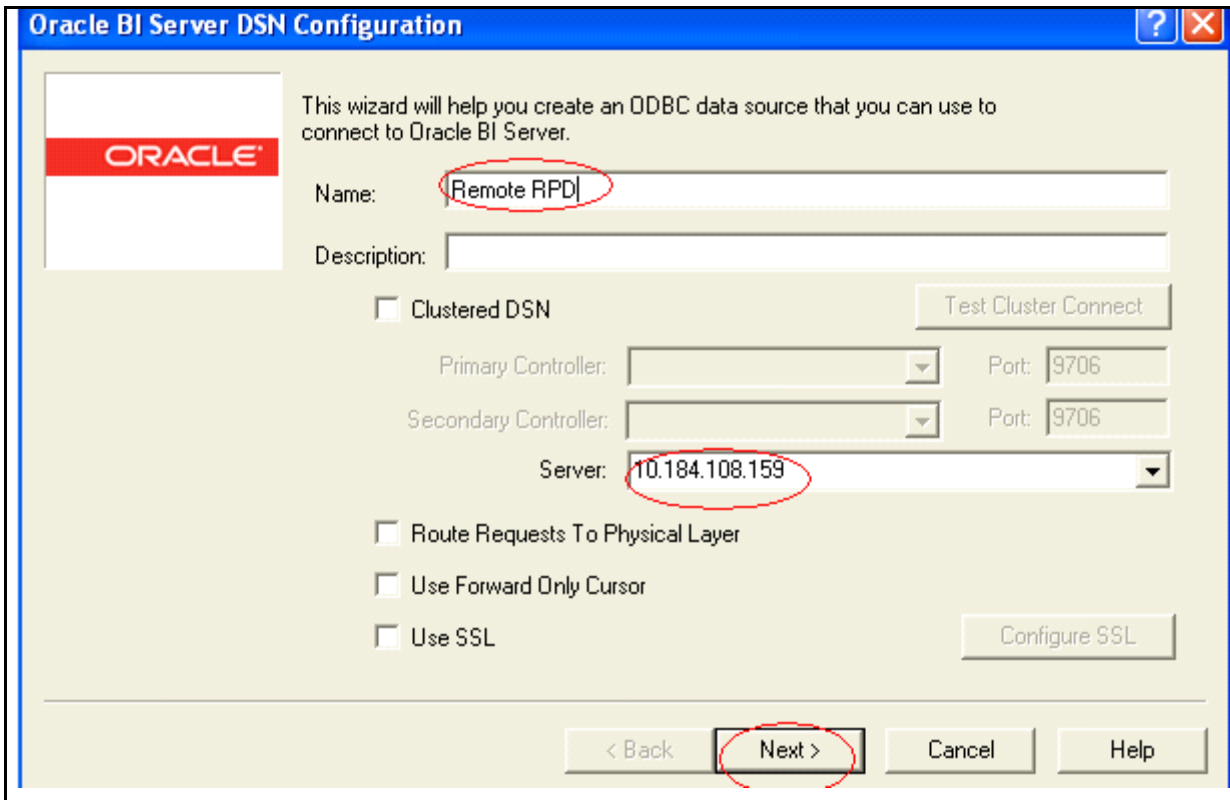 Oracle BI Server DSN Configuration
ORACLE
This wizard will help you create an ODBC data source that you can use to
connect to Oracle BI Server.
Name: Remote RPD
Description:
Clustered DSN Test Cluster Connect
Primary Controller: Port: 9706
Secondary Controller: Port: 9706
Server: 10.184.108.159
Route Requests To Physical Layer
Use Forward Only Cursor
Use SSL Configure SSL
< Back Next > Cancel Help